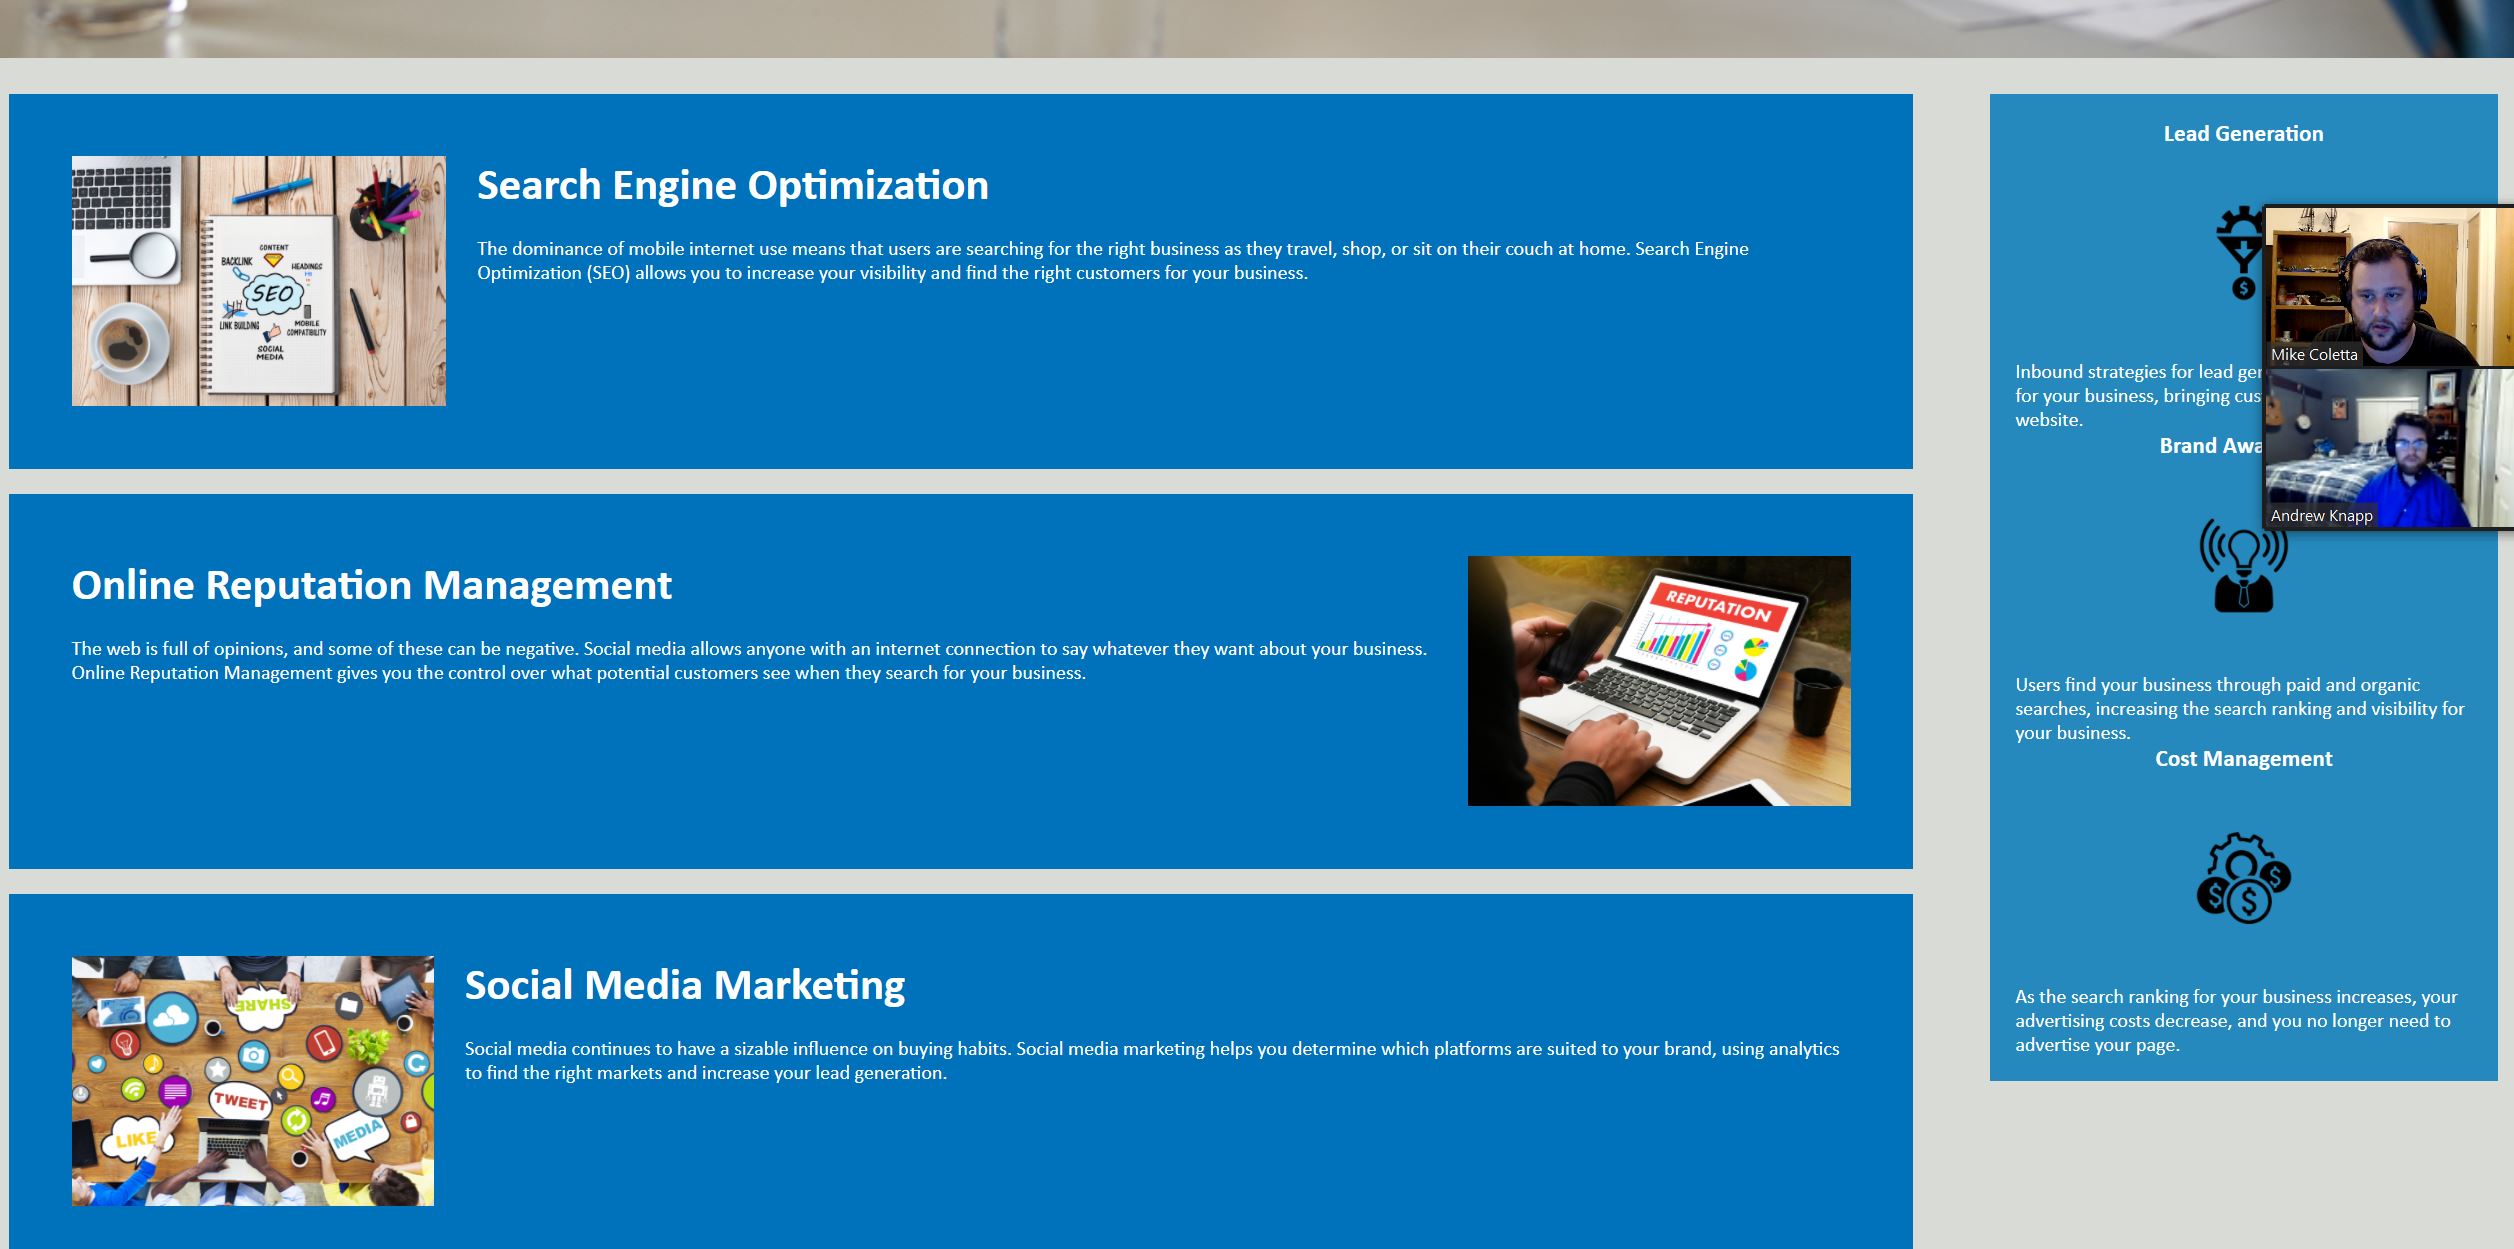 Search Engine Optimization
The dominance of mobile internet use means that users are searching for the right business as they travel, shop, or sit on their couch at home. Search Engine
Optimization (SEO) allows you to increase your visibility and find the right customers for your business.
CONTENT
BACKLINK
HEADINGS
SEO
LINK BUILDING
MOBILE
COMPATIBILITY
SOCIAL
MEDIA
Online Reputation Management
The web is full of opinions, and some of these can be negative. Social media allows anyone with an internet connection to say whatever they want about your business.
Online Reputation Management gives you the control over what potential customers see when they search for your business.
REPUTATION
Social Media Marketing
Social media continues to have a sizable influence on buying habits. Social media marketing helps you determine which platforms are suited to your brand, using analytics
to find the right markets and increase your lead generation.
SHARE
TWEET
LIKE
MEDIA
Lead Generation
$
Inbound strategies for lead
for your business, bringing
website.
Brand
Users find your business through paid and organic
searches, increasing the search ranking and visibility for
your business.
Cost Management
$ $ $
As the search ranking for your business increases, your
advertising costs decrease, and you no longer need to
advertise your page.
Mike Coletta
Andrew Knapp